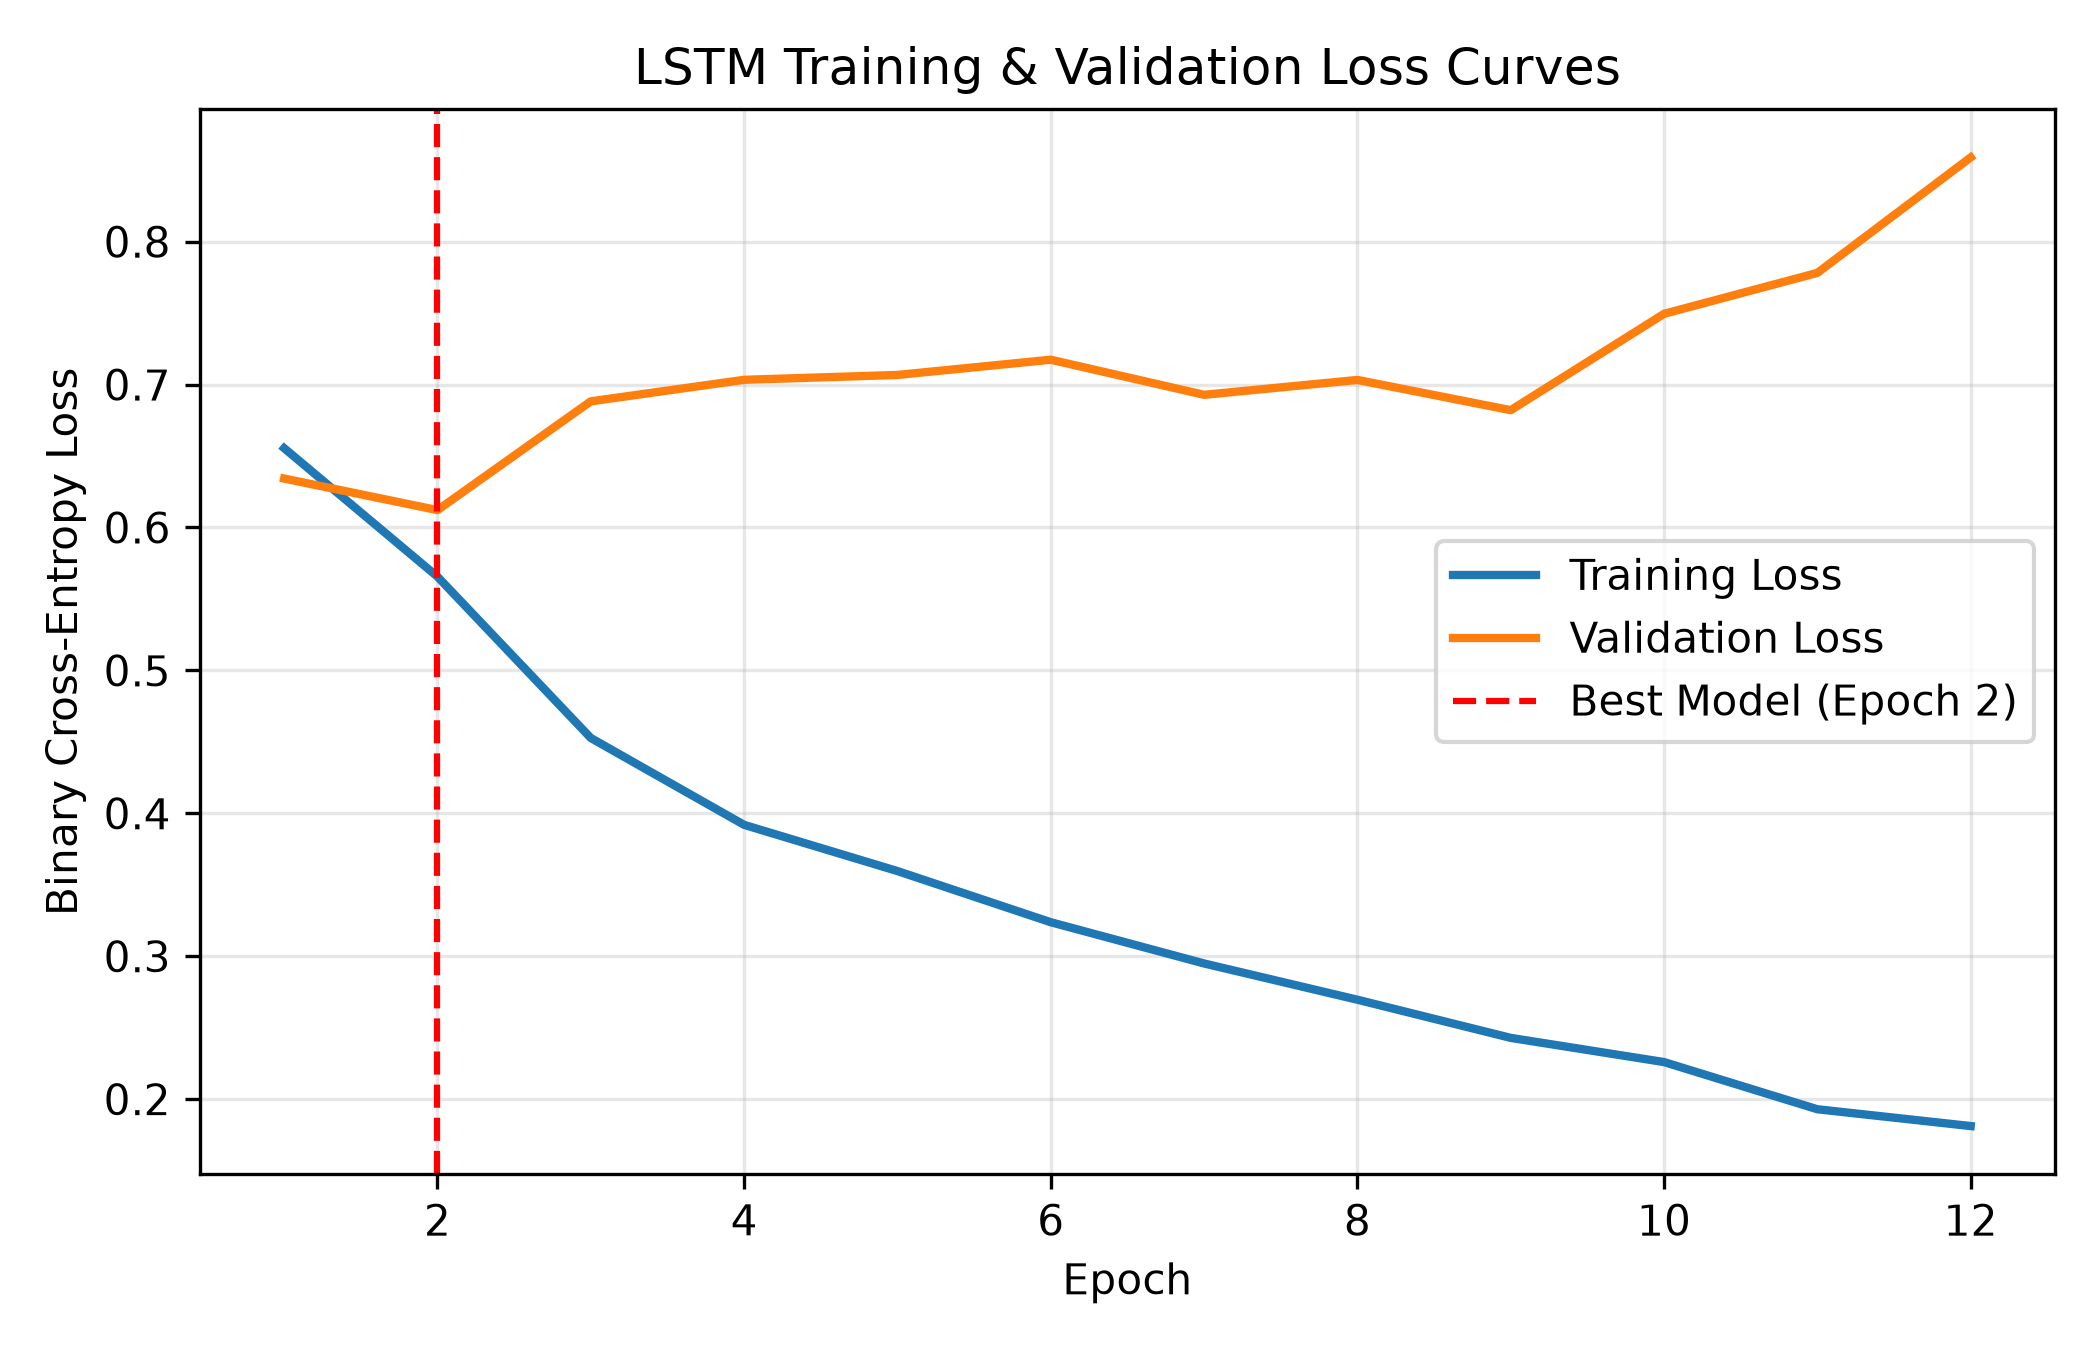 LSTM Training & Validation Loss Curves
Binary Cross-Entropy Loss
0.8
0.7
0.6
0.5
0.4
0.3
0.2
Training Loss
Validation Loss
Best Model (Epoch 2)
2 4 6 8 10 12
Epoch